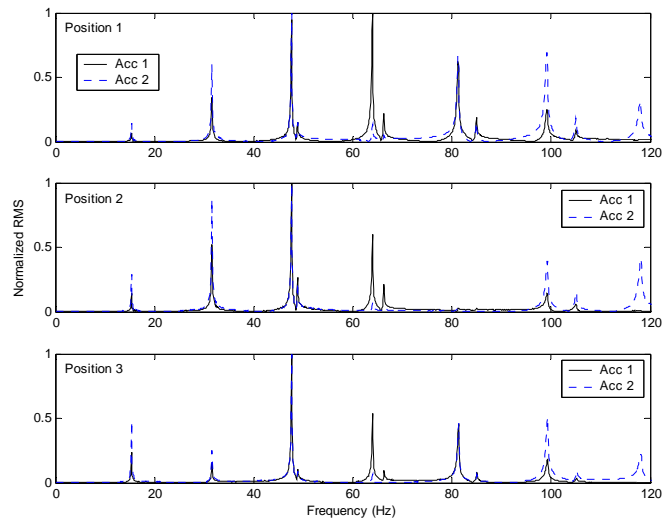 1
Position 1
Acc 1
Acc 2
0.5
0
0 20 40 60 80 100 120
1
Position 2
Acc 1
Acc 2
Normalized RMS
0.5
0
0 20 40 60 80 100 120
1
Position 3
Acc 1
Acc 2
0.5
0
0 20 40 60 80 100 120
Frequency (Hz)